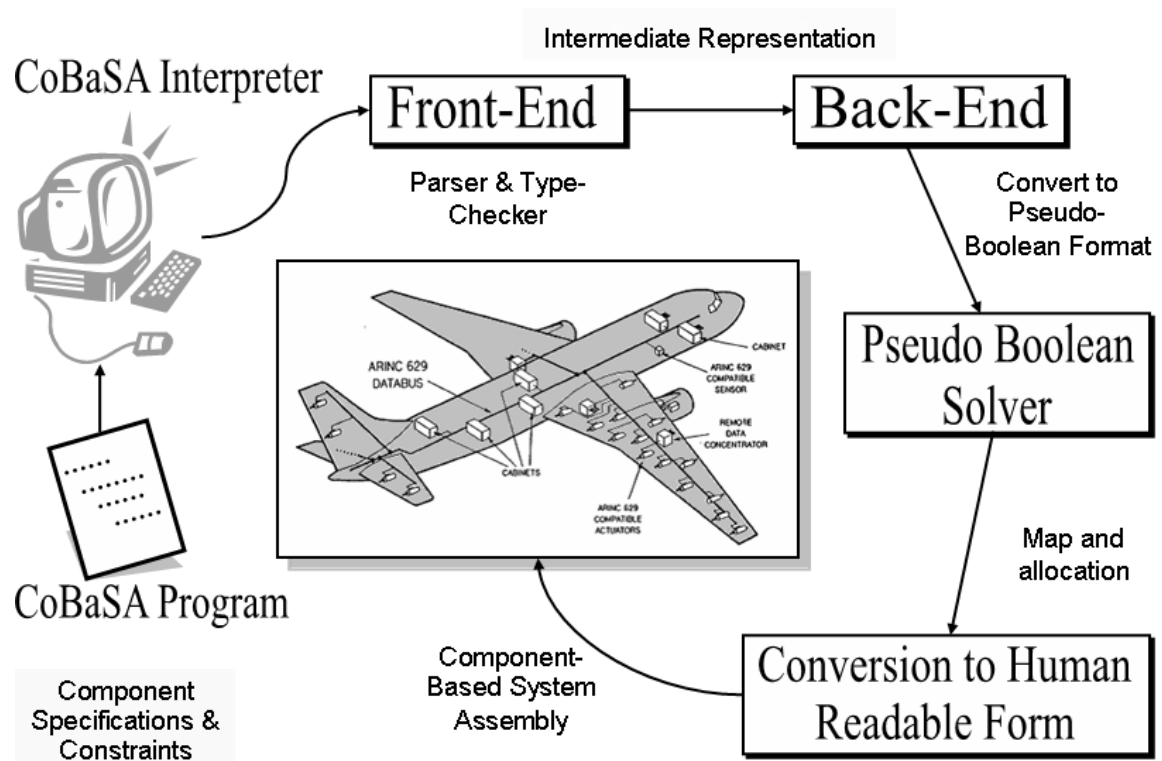 Intermediate Representation
CoBaSA Interpreter
Front-End
Back-End
Parser & Type-
Checker
Convert to
Pseudo-
Boolean Format
ARINC 629
DATABUS
CABINET
ARINC 629
COMPATIBLE
SENSOR
REMOTE
DATA
CONCENTRATOR
CABINETS
ARINC 629
COMPATIBLE
ACTUATORS
Pseudo Boolean
Solver
Map and
allocation
CoBaSA Program
Component
Specifications &
Constraints
Component-
Based System
Assembly
Conversion to Human
Readable Form